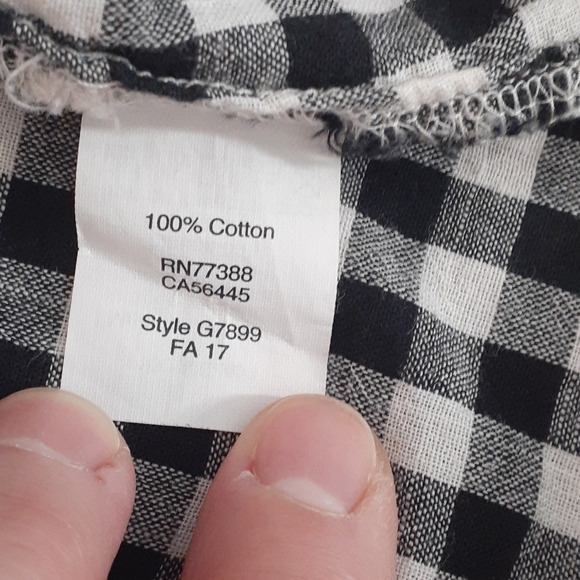 100% Cotton
RN77388
CA56445
Style G7899
FA 17